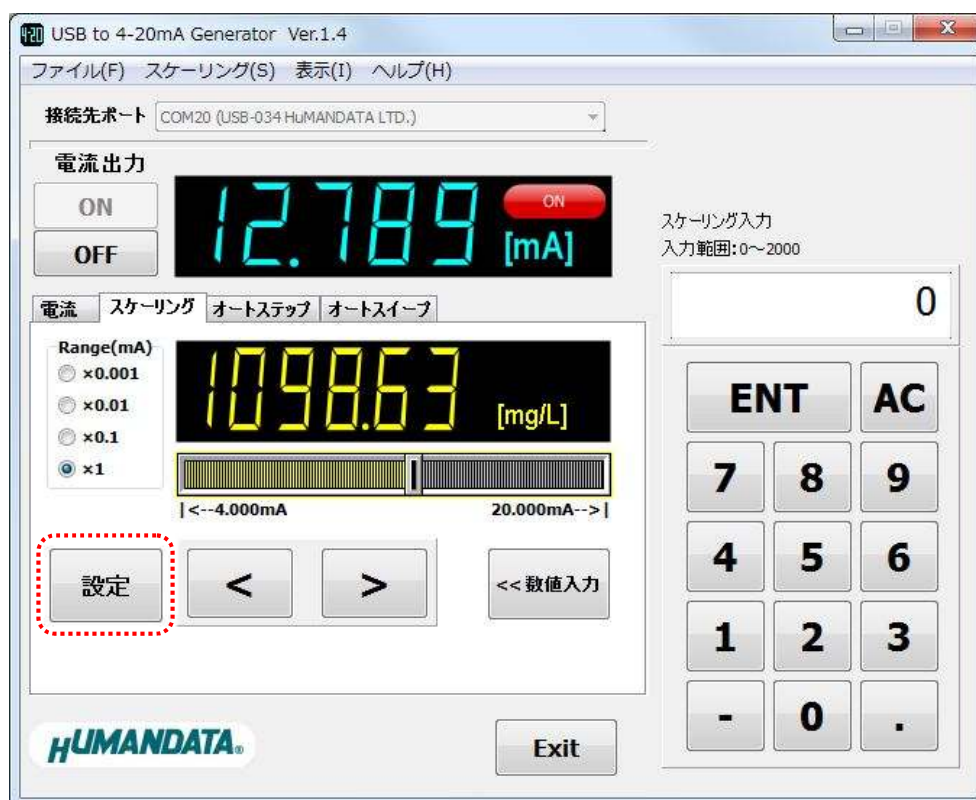 USB to 4-20mA Generator Ver.1.4
ファイル(F) スケーリング(S) 表示(I) ヘルプ(H)
接続先ポート COM20 (USB-034 HuMANDATA LTD.)
電流出力
ON
OFF
12.789 ON
[mA]
スケーリング入力
入力範囲:0～2000
0
電流 スケーリング オートステップ オートスイープ
Range(mA)
×0.001
×0.01
×0.1
×1
1098.63 [mg/L]
|<--4.000mA 20.000mA-->|
設定 < > <<数値入力
ENT AC
7 8 9
4 5 6
1 2 3
- 0 .
HUMANDATA®
Exit